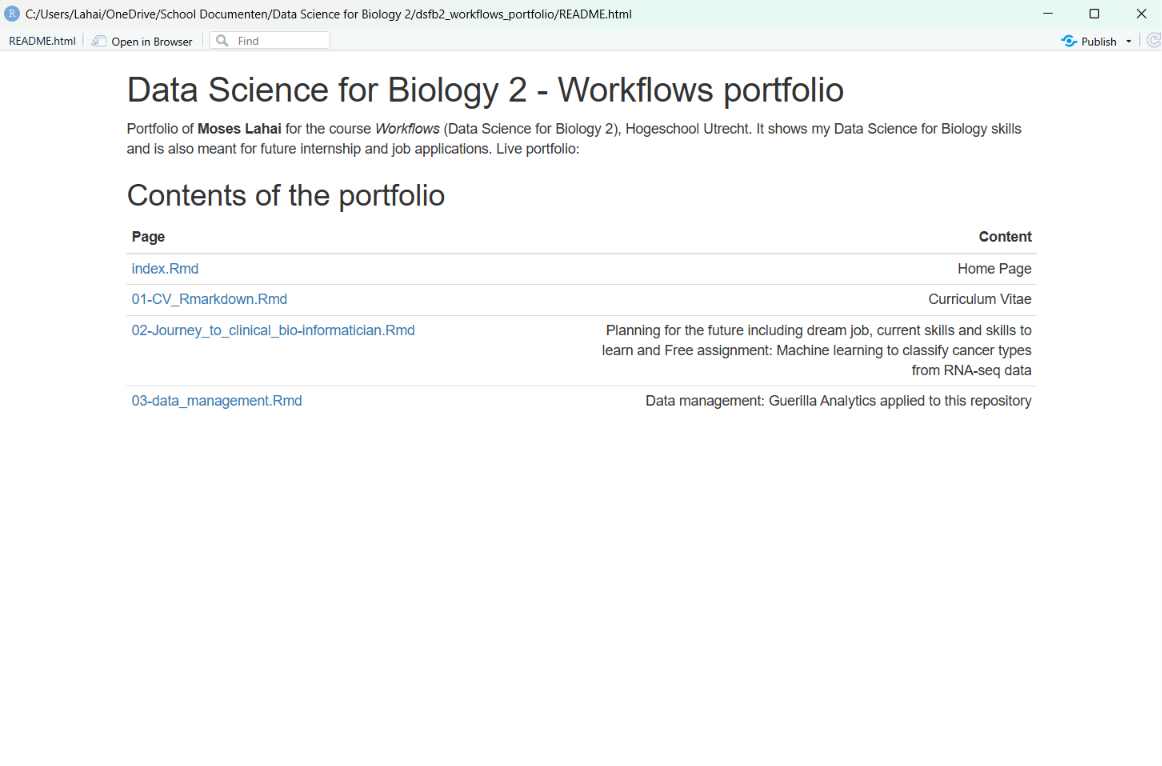 C:/Users/Lahai/OneDrive/School Documenten/Data Science for Biology 2/dsfb2_workflows_portfolio/README.html
README.html Open in Browser Find Publish
Data Science for Biology 2 - Workflows portfolio
Portfolio of Moses Lahai for the course Workflows (Data Science for Biology 2), Hogeschool Utrecht. It shows my Data Science for Biology skills
and is also meant for future internship and job applications. Live portfolio:
Contents of the portfolio
Page Content
index.Rmd Home Page
01-CV_Rmarkdown.Rmd Curriculum Vitae
02-Journey_to_clinical_bio-informatician.Rmd Planning for the future including dream job, current skills and skills to
learn and Free assignment: Machine learning to classify cancer types
from RNA-seq data
03-data_management.Rmd Data management: Guerilla Analytics applied to this repository